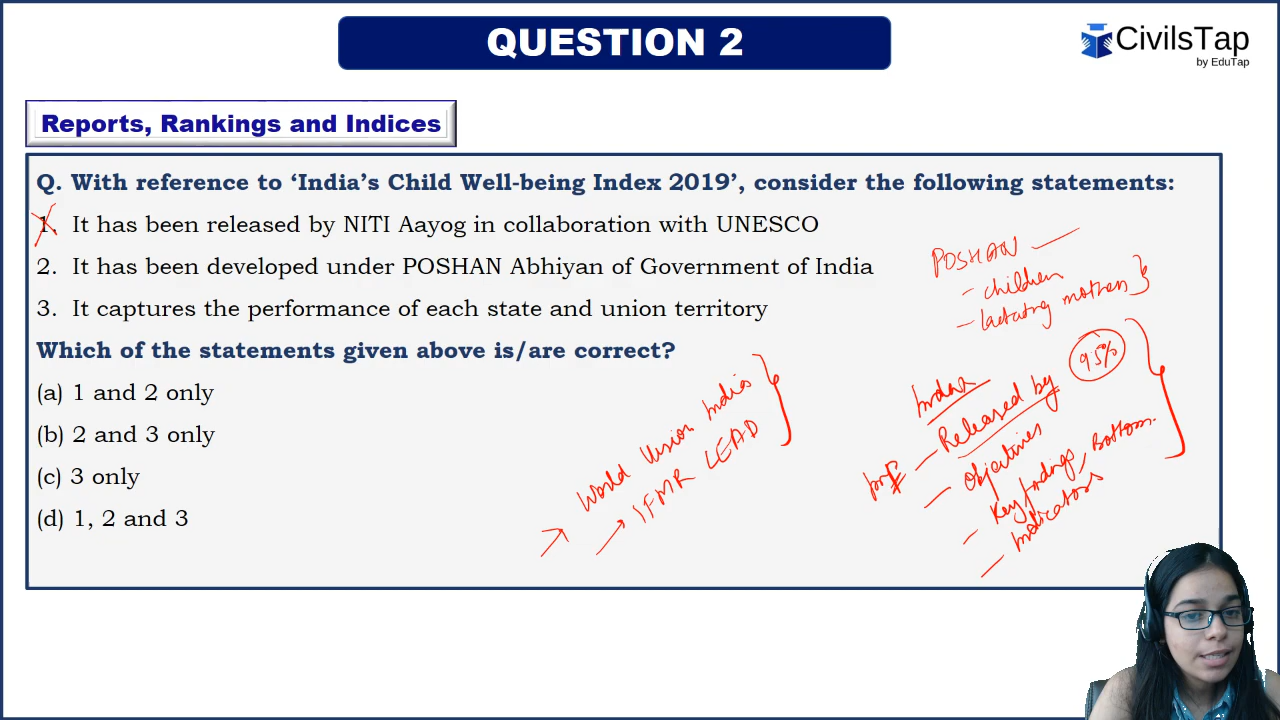 QUESTION 2
CivilsTap
by EduTap
Reports, Rankings and Indices
Q. With reference to ‘India’s Child Well-being Index 2019’, consider the following statements:
1. It has been released by NITI Aayog in collaboration with UNESCO
2. It has been developed under POSHAN Abhiyan of Government of India
3. It captures the performance of each state and union territory
Which of the statements given above is/are correct?
(a) 1 and 2 only
(b) 2 and 3 only
(c) 3 only
(d) 1, 2 and 3
POSHAN
- children
- lactating mothers
World Vision India
IFMR LEAD
95%
Index
- Released by
- Objectives
- Key findings, Bottom.
- Indicators